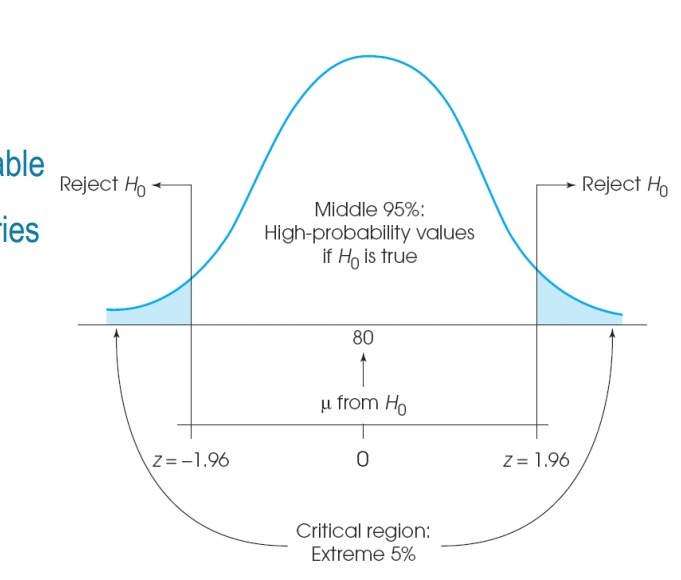 able
Reject H₀
Reject H₀
ries
Middle 95%:
High-probability values
if H₀ is true
80
μ from H₀
z = –1.96
0
z = 1.96
Critical region:
Extreme 5%